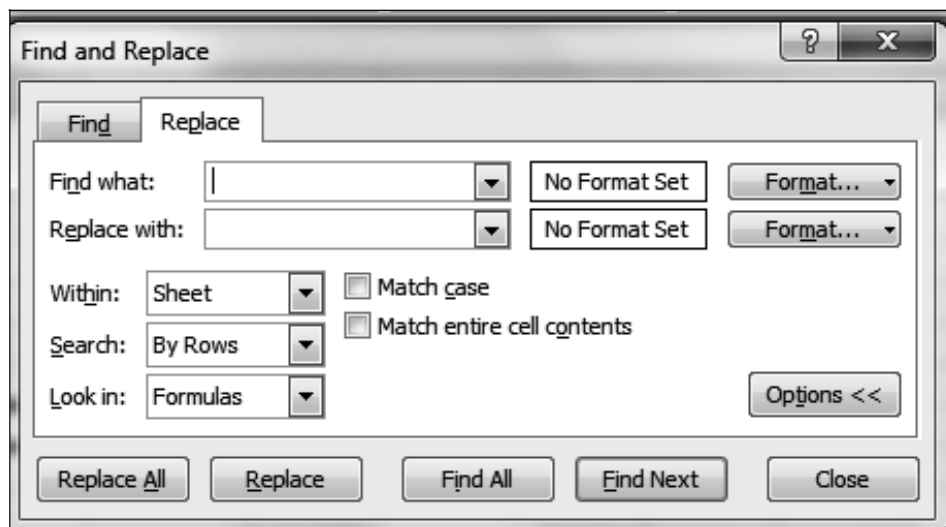 Find and Replace ?
Find Replace
Find what: No Format Set Format...
Replace with: No Format Set Format...
Within: Sheet Match case
Match entire cell contents
Search: By Rows
Look in: Formulas Options <<
Replace All Replace Find All Find Next Close